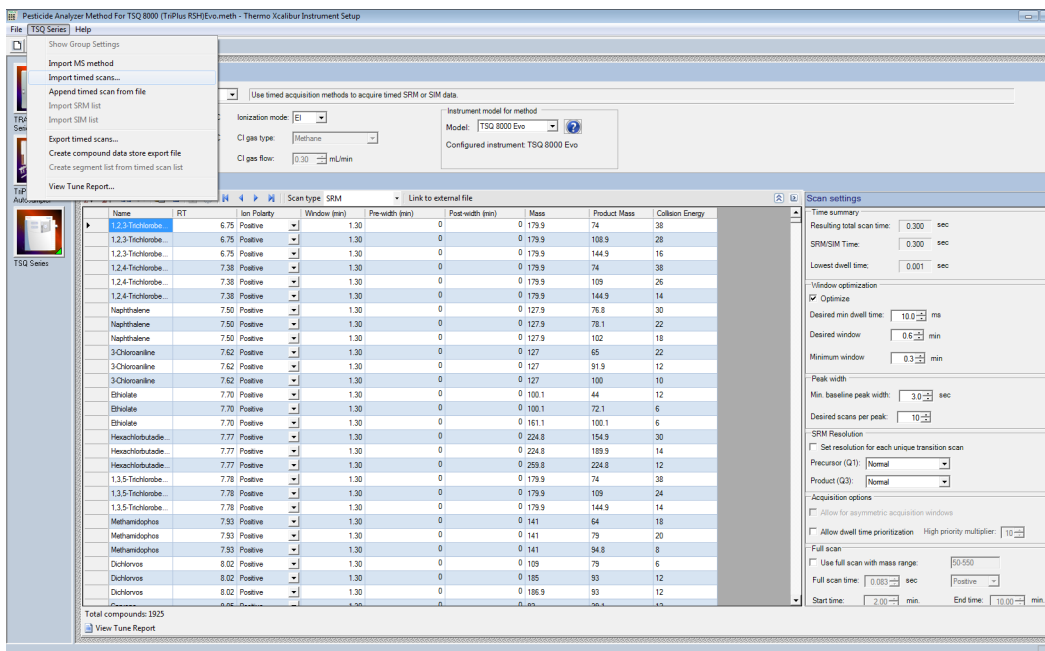 Pesticide Analyzer Method For TSQ 8000 (TriPlus RSH)Evo.meth - Thermo Xcalibur Instrument Setup
File TSQ Series Help
Show Group Settings
Import MS method
Import timed scans...
Append timed scan from file
Import SRM list
Import SIM list
Export timed scans...
Create compound data store export file
Create segment list from timed scan list
View Tune Report...
Use timed acquisition methods to acquire timed SRM or SIM data.
Ionization mode: EI
CI gas type: Methane
CI gas flow: 0.30 mL/min
Instrument model for method
Model: TSQ 8000 Evo
Configured instrument: TSQ 8000 Evo
Autosampler
TSQ Series
Scan type SRM Link to external file
Name RT Ion Polarity Window (min) Pre-width (min) Post-width (min) Mass Product Mass Collision Energy
1,2,3-Trichlorobe... 6.75 Positive 1.30 0 0 179.9 74 38
1,2,3-Trichlorobe... 6.75 Positive 1.30 0 0 179.9 108.9 28
1,2,3-Trichlorobe... 6.75 Positive 1.30 0 0 179.9 144.9 16
1,2,4-Trichlorobe... 7.38 Positive 1.30 0 0 179.9 74 38
1,2,4-Trichlorobe... 7.38 Positive 1.30 0 0 179.9 109 26
1,2,4-Trichlorobe... 7.38 Positive 1.30 0 0 179.9 144.9 14
Naphthalene 7.50 Positive 1.30 0 0 127.9 76.8 30
Naphthalene 7.50 Positive 1.30 0 0 127.9 78.1 22
Naphthalene 7.50 Positive 1.30 0 0 127.9 102 18
3-Chloroaniline 7.62 Positive 1.30 0 0 127 65 22
3-Chloroaniline 7.62 Positive 1.30 0 0 127 91.9 12
3-Chloroaniline 7.62 Positive 1.30 0 0 127 100 10
Ethiolate 7.70 Positive 1.30 0 0 100.1 44 12
Ethiolate 7.70 Positive 1.30 0 0 100.1 72.1 6
Ethiolate 7.70 Positive 1.30 0 0 161.1 100.1 6
Hexachlorbutadie... 7.77 Positive 1.30 0 0 224.8 154.9 30
Hexachlorbutadie... 7.77 Positive 1.30 0 0 224.8 189.9 14
Hexachlorbutadie... 7.77 Positive 1.30 0 0 259.8 224.8 12
1,3,5-Trichlorobe... 7.78 Positive 1.30 0 0 179.9 74 38
1,3,5-Trichlorobe... 7.78 Positive 1.30 0 0 179.9 109 24
1,3,5-Trichlorobe... 7.78 Positive 1.30 0 0 179.9 144.9 14
Methamidophos 7.93 Positive 1.30 0 0 141 64 18
Methamidophos 7.93 Positive 1.30 0 0 141 79 20
Methamidophos 7.93 Positive 1.30 0 0 141 94.8 8
Dichlorvos 8.02 Positive 1.30 0 0 109 79 6
Dichlorvos 8.02 Positive 1.30 0 0 185 93 12
Dichlorvos 8.02 Positive 1.30 0 0 186.9 93 12
Total compounds: 1925
View Tune Report
Scan settings
Time summary
Resulting total scan time: 0.300 sec
SRM/SIM Time: 0.300 sec
Lowest dwell time: 0.001 sec
Window optimization
Optimize
Desired min dwell time: 10.0 ms
Desired window 0.6 min
Minimum window 0.3 min
Peak width
Min. baseline peak width: 3.0 sec
Desired scans per peak: 10
SRM Resolution
Set resolution for each unique transition scan
Precursor (Q1): Normal
Product (Q3): Normal
Acquisition options
Allow for asymmetric acquisition windows
Allow dwell time prioritization High priority multiplier: 10
Full scan
Use full scan with mass range: 50-550
Full scan time: 0.083 sec Positive
Start time: 2.00 min. End time: 10.00 min.